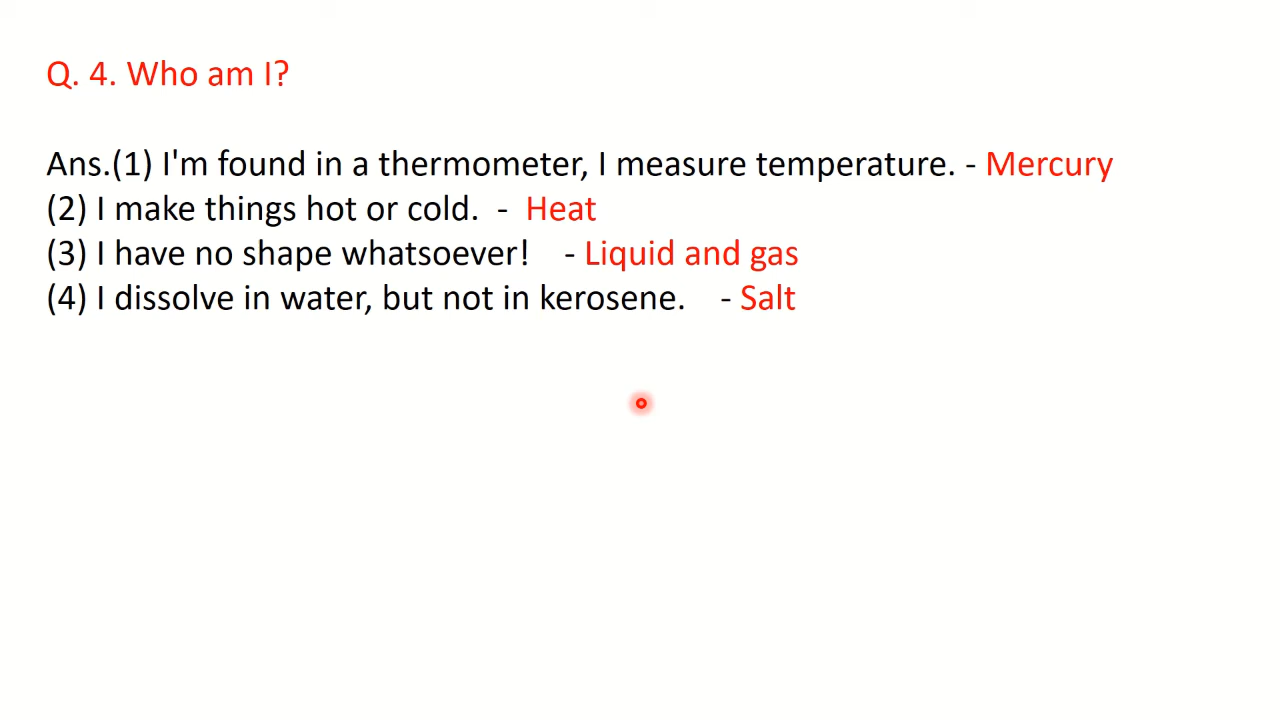 Q. 4. Who am I?
Ans.(1) I'm found in a thermometer, I measure temperature. - Mercury
(2) I make things hot or cold.  -  Heat
(3) I have no shape whatsoever!    - Liquid and gas
(4) I dissolve in water, but not in kerosene.    - Salt